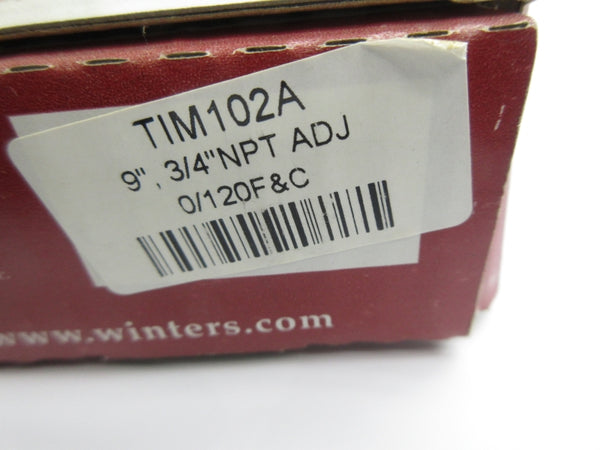 TIM102A
9", 3/4"NPT ADJ
0/120F&C
www.winters.com